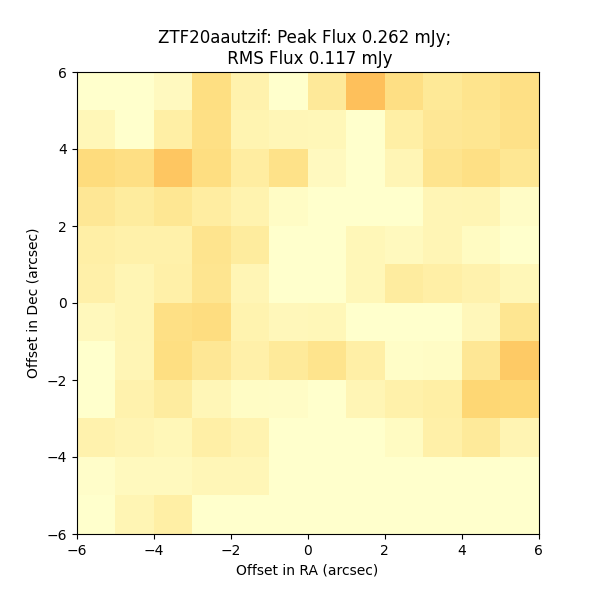 ZTF20aautzif: Peak Flux 0.262 mJy;
RMS Flux 0.117 mJy
6
4
2
0
−2
−4
−6
Offset in Dec (arcsec)
−6 −4 −2 0 2 4 6
Offset in RA (arcsec)